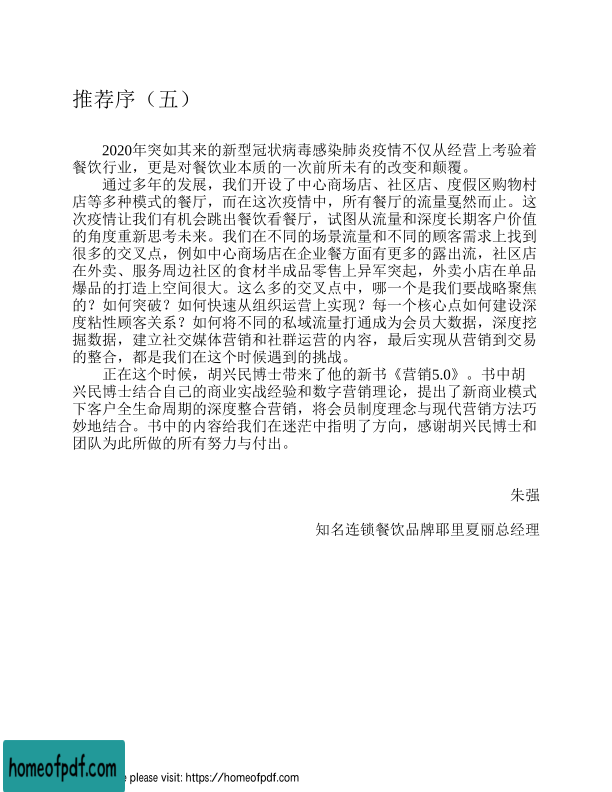 推荐序（五）
2020年突如其来的新型冠状病毒感染肺炎疫情不仅从经营上考验着
餐饮行业，更是对餐饮业本质的一次前所未有的改变和颠覆。
通过多年的发展，我们开设了中心商场店、社区店、度假区购物村
店等多种模式的餐厅，而在这次疫情中，所有餐厅的流量戛然而止。这
次疫情让我们有机会跳出餐饮看餐厅，试图从流量和深度长期客户价值
的角度重新思考未来。我们在不同的场景流量和不同的顾客需求上找到
很多的交叉点，例如中心商场店在企业餐方面有更多的露出流，社区店
在外卖、服务周边社区的食材半成品零售上异军突起，外卖小店在单品
爆品的打造上空间很大。这么多的交叉点中，哪一个是我们要战略聚焦
的？如何突破？如何快速从组织运营上实现？每一个核心点如何建设深
度粘性顾客关系？如何将不同的私域流量打通成为会员大数据，深度挖
掘数据，建立社交媒体营销和社群运营的内容，最后实现从营销到交易
的整合，都是我们在这个时候遇到的挑战。
正在这个时候，胡兴民博士带来了他的新书《营销5.0》。书中胡
兴民博士结合自己的商业实战经验和数字营销理论，提出了新商业模式
下客户全生命周期的深度整合营销，将会员制度理念与现代营销方法巧
妙地结合。书中的内容给我们在迷茫中指明了方向，感谢胡兴民博士和
团队为此所做的所有努力与付出。
朱强
知名连锁餐饮品牌耶里夏丽总经理
homeofpdf.com
e please visit: https://homeofpdf.com